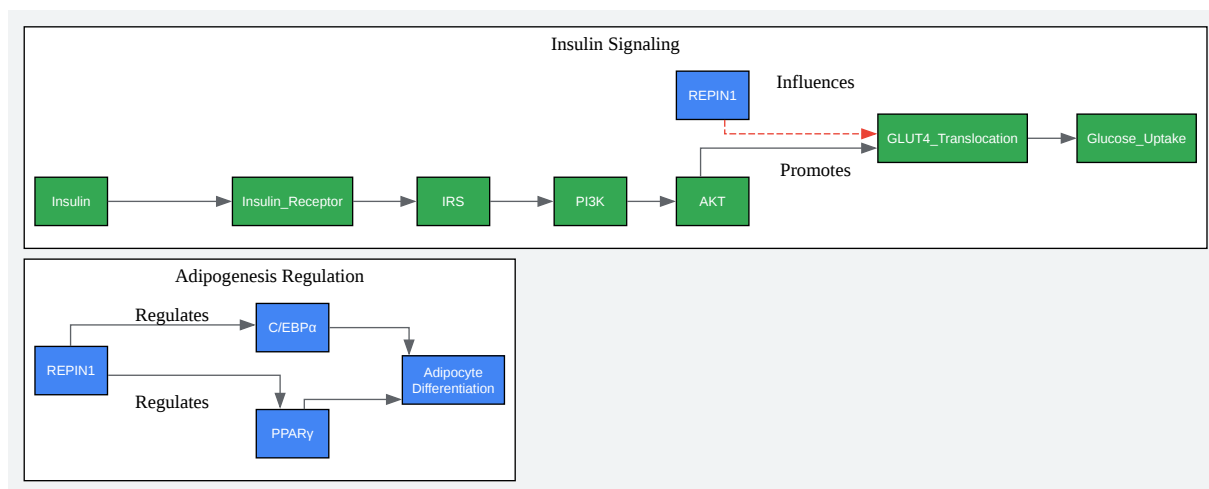 Insulin Signaling
REPIN1
Influences
GLUT4_Translocation
Glucose_Uptake
Promotes
Insulin
Insulin_Receptor
IRS
PI3K
AKT
Adipogenesis Regulation
Regulates
C/EBPα
REPIN1
Adipocyte
Differentiation
Regulates
PPARγ